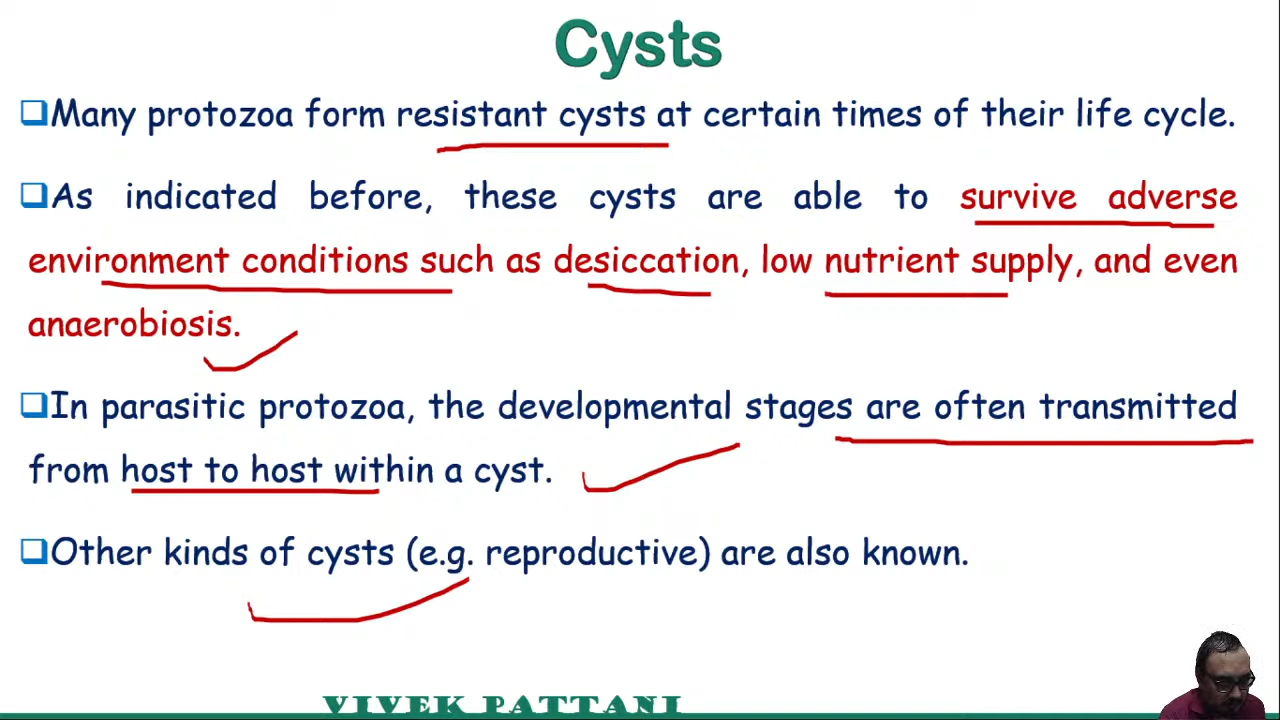 Cysts
❑Many protozoa form resistant cysts at certain times of their life cycle.
❑As indicated before, these cysts are able to survive adverse
environment conditions such as desiccation, low nutrient supply, and even
anaerobiosis.
❑In parasitic protozoa, the developmental stages are often transmitted
from host to host within a cyst.
❑Other kinds of cysts (e.g. reproductive) are also known.
VIVEK PATTANI